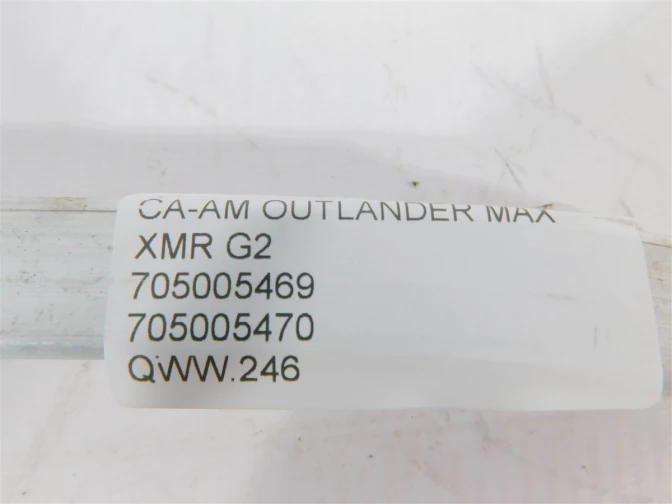 CA-AM OUTLANDER MAX
XMR G2
705005469
705005470
QWW.246